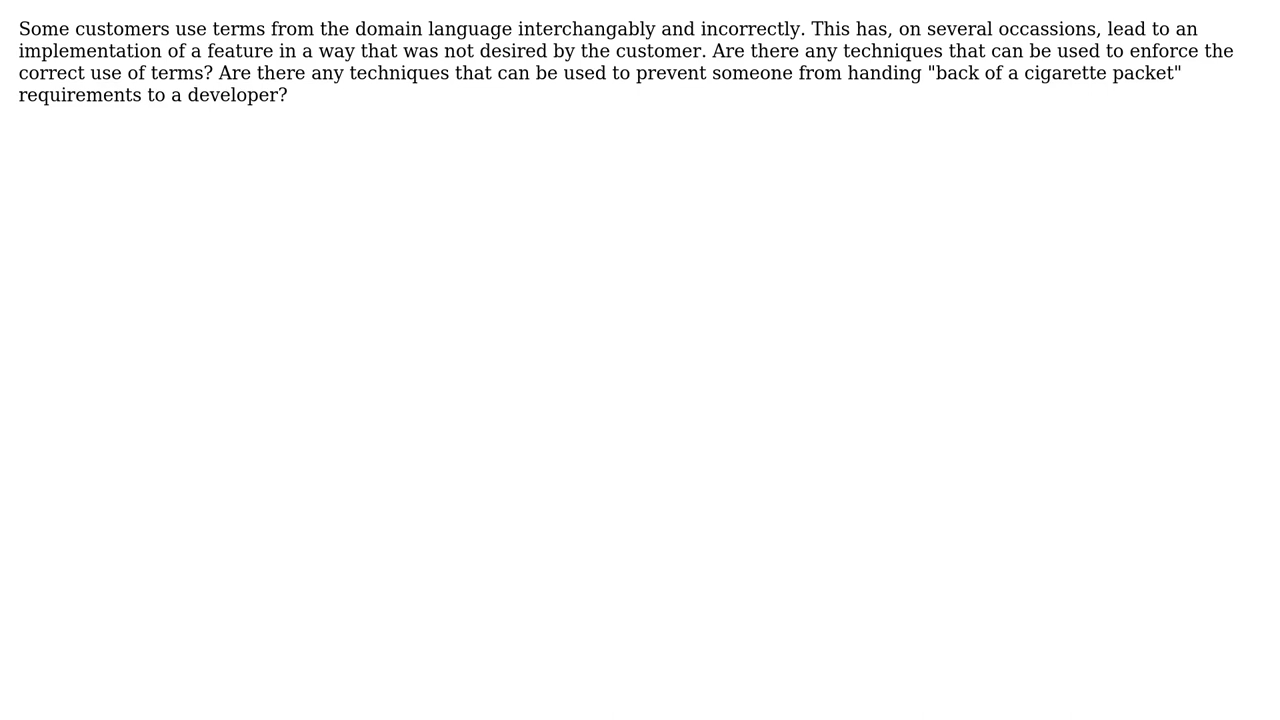 Some customers use terms from the domain language interchangably and incorrectly. This has, on several occassions, lead to an
implementation of a feature in a way that was not desired by the customer. Are there any techniques that can be used to enforce the
correct use of terms? Are there any techniques that can be used to prevent someone from handing "back of a cigarette packet"
requirements to a developer?